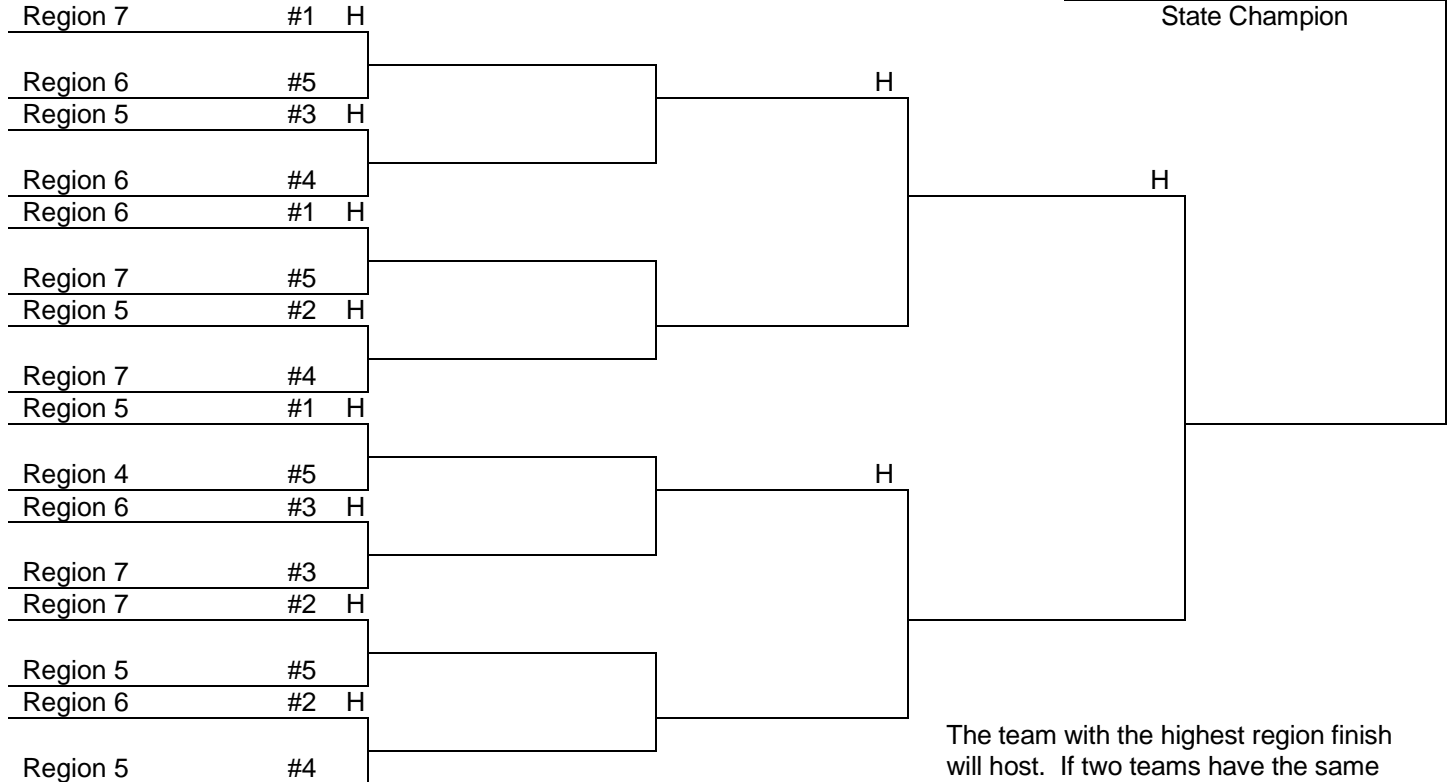 Region 7 #1 H
State Champion
Region 6 #5
H
Region 5 #3 H
Region 6 #4
H
Region 6 #1 H
Region 7 #5
Region 5 #2 H
Region 7 #4
Region 5 #1 H
Region 4 #5
H
Region 6 #3 H
Region 7 #3
Region 7 #2 H
Region 5 #5
Region 6 #2 H
The team with the highest region finish
Region 5 #4
will host. If two teams have the same